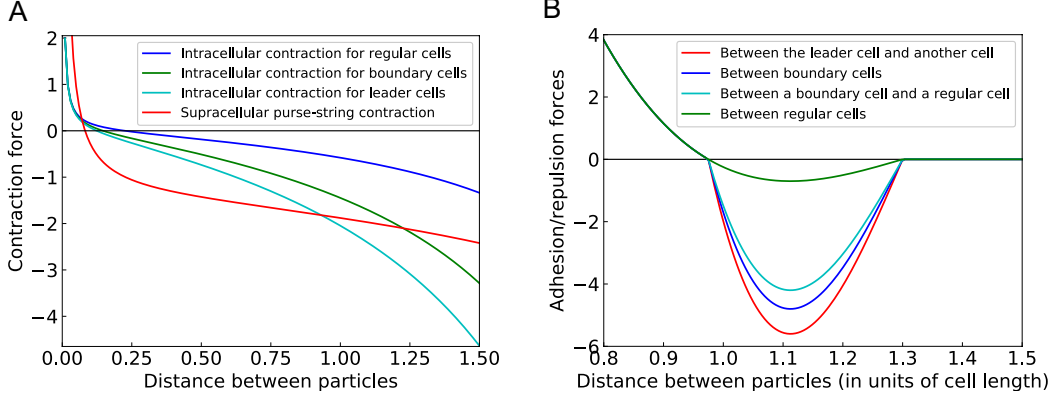 A
Contraction force
2
1
0
−1
−2
−3
−4
Intracellular contraction for regular cells
Intracellular contraction for boundary cells
Intracellular contraction for leader cells
Supracellular purse-string contraction
0.00 0.25 0.50 0.75 1.00 1.25 1.50
Distance between particles
B
Adhesion/repulsion forces
4
2
0
−2
−4
−6
Between the leader cell and another cell
Between boundary cells
Between a boundary cell and a regular cell
Between regular cells
0.8 0.9 1.0 1.1 1.2 1.3 1.4 1.5
Distance between particles (in units of cell length)